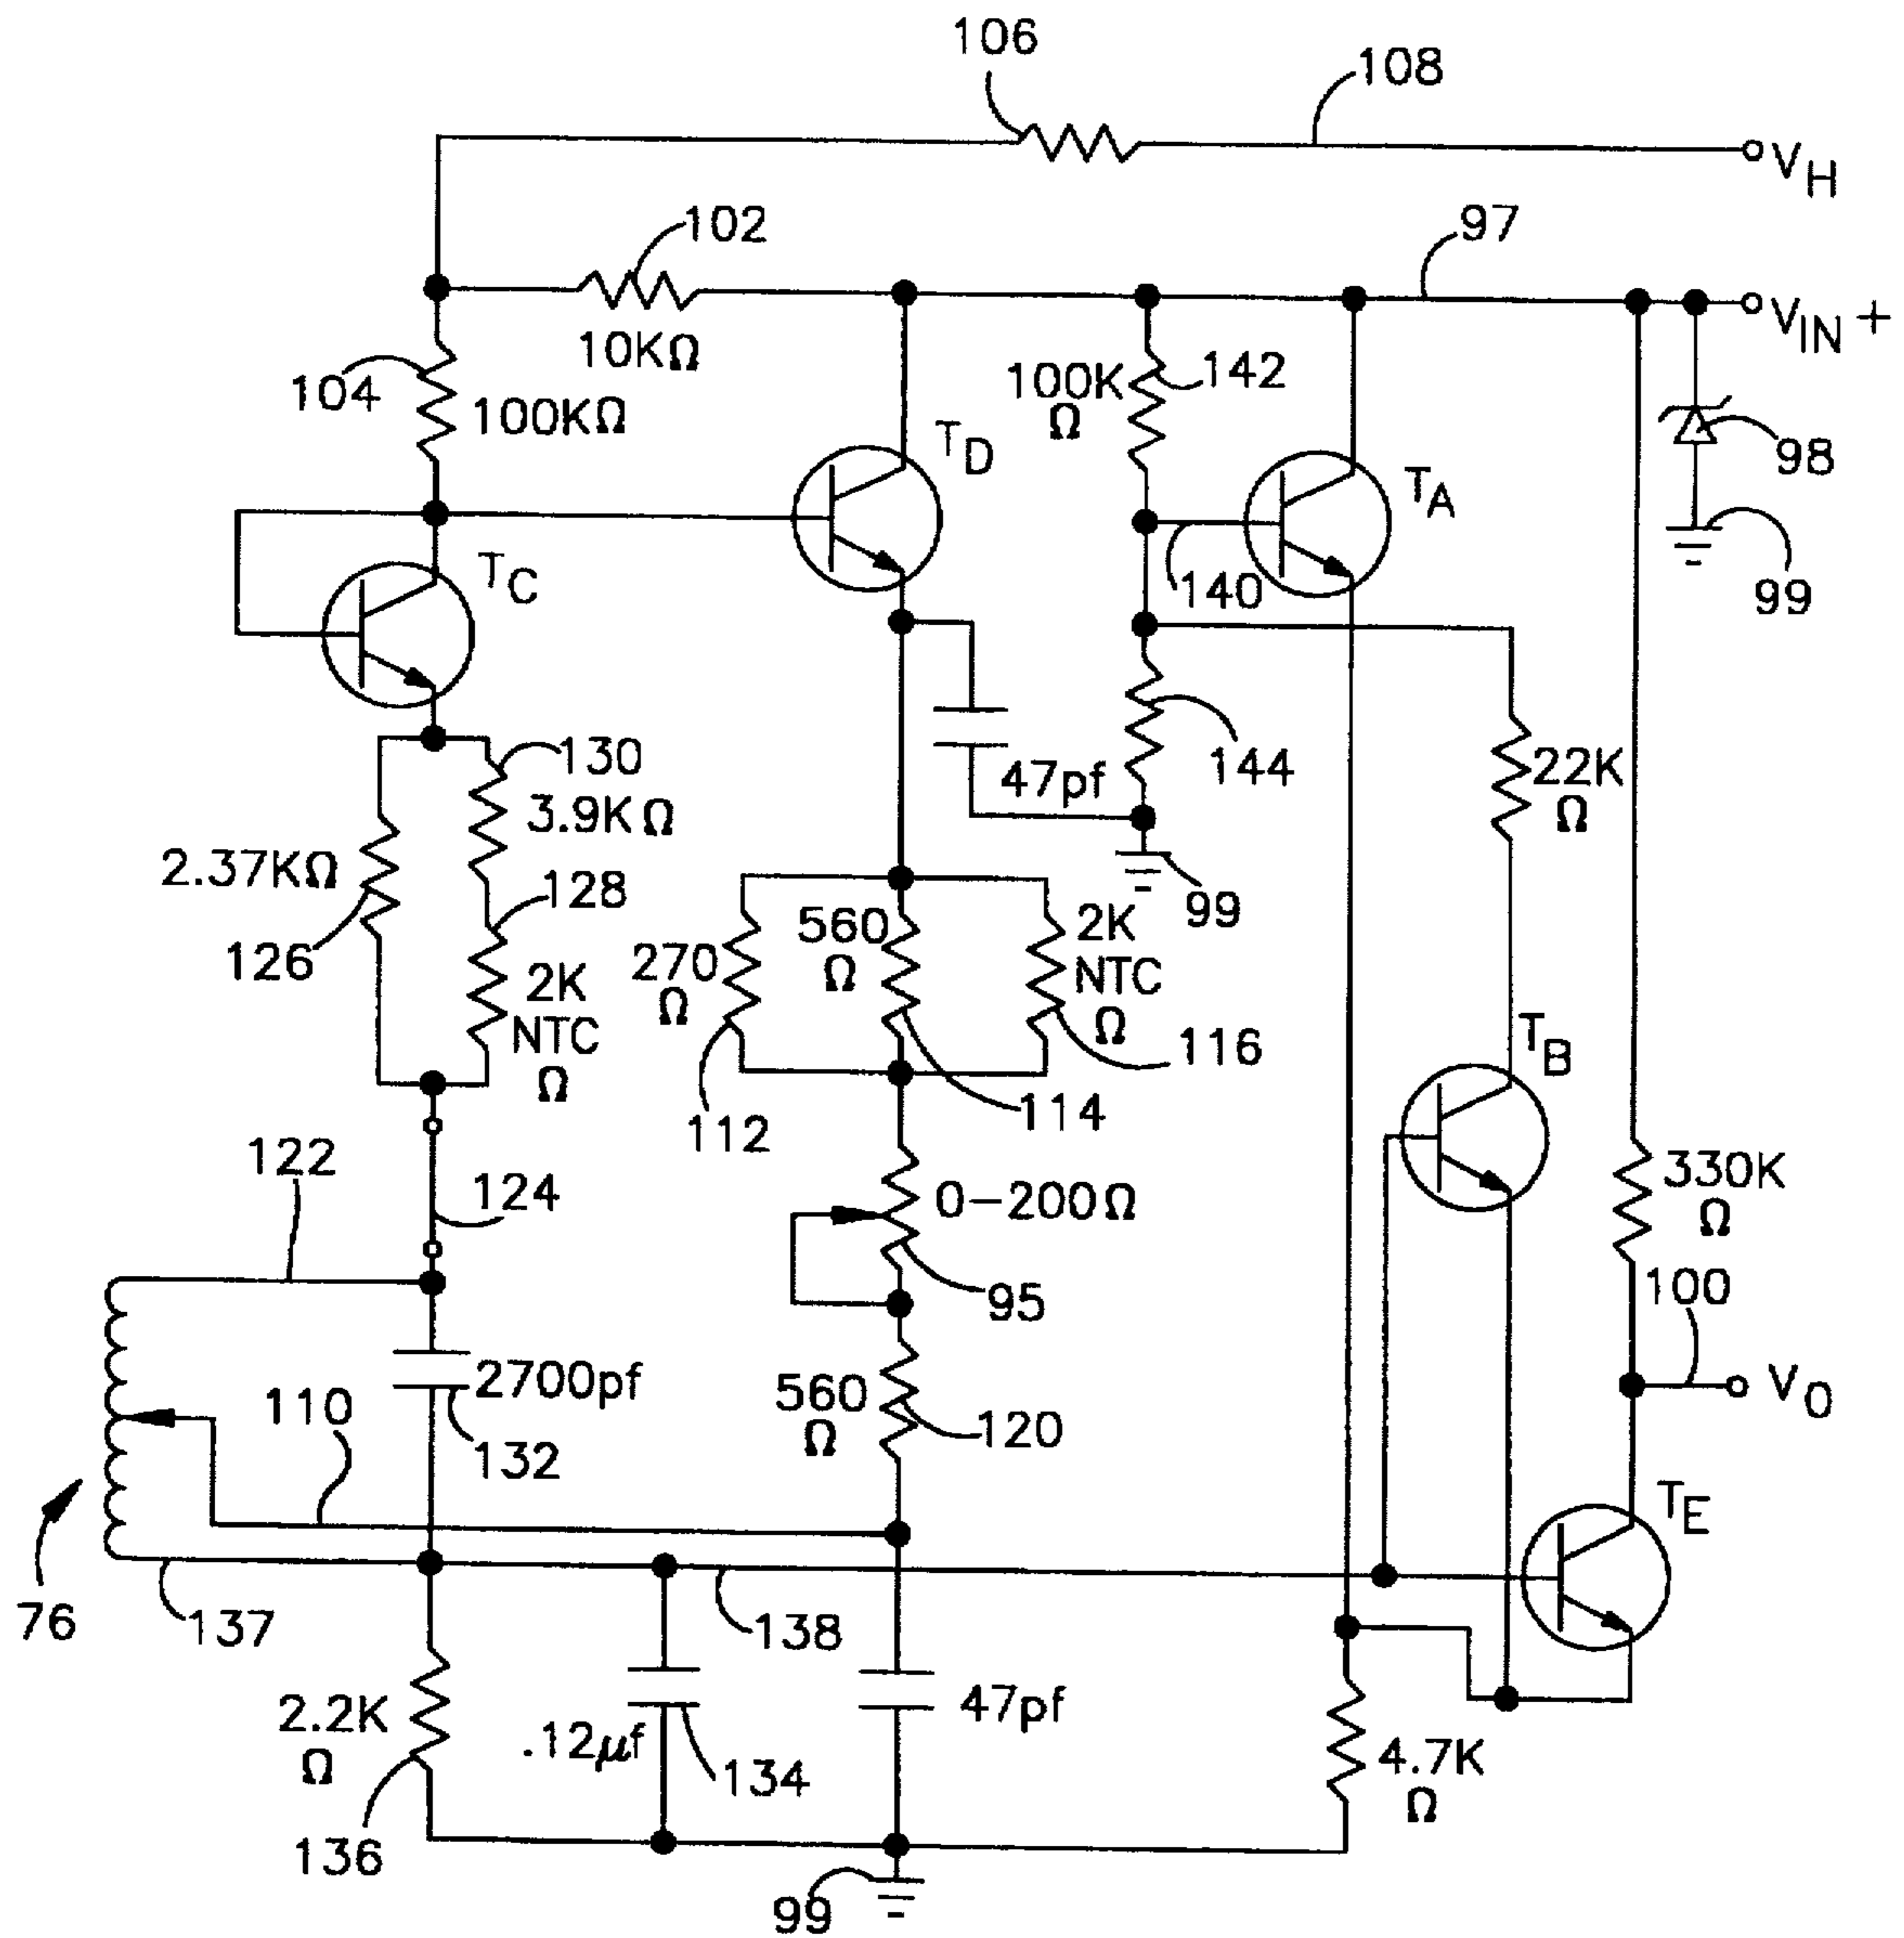 106
108
V_H
102
97
V_IN +
10KΩ
104
100KΩ
100K
Ω
142
T_D
98
T_A
T_C
140
99
130
3.9KΩ
47pf
144
22K
Ω
2.37KΩ
128
126
99
270
Ω
560
Ω
2K
NTC
Ω
2K
NTC
Ω
116
T_B
112
114
122
124
0-200Ω
330K
Ω
95
100
2700pf
110
560
Ω
120
V_O
132
T_E
76
137
138
2.2K
Ω
.12μf
134
47pf
4.7K
Ω
136
99